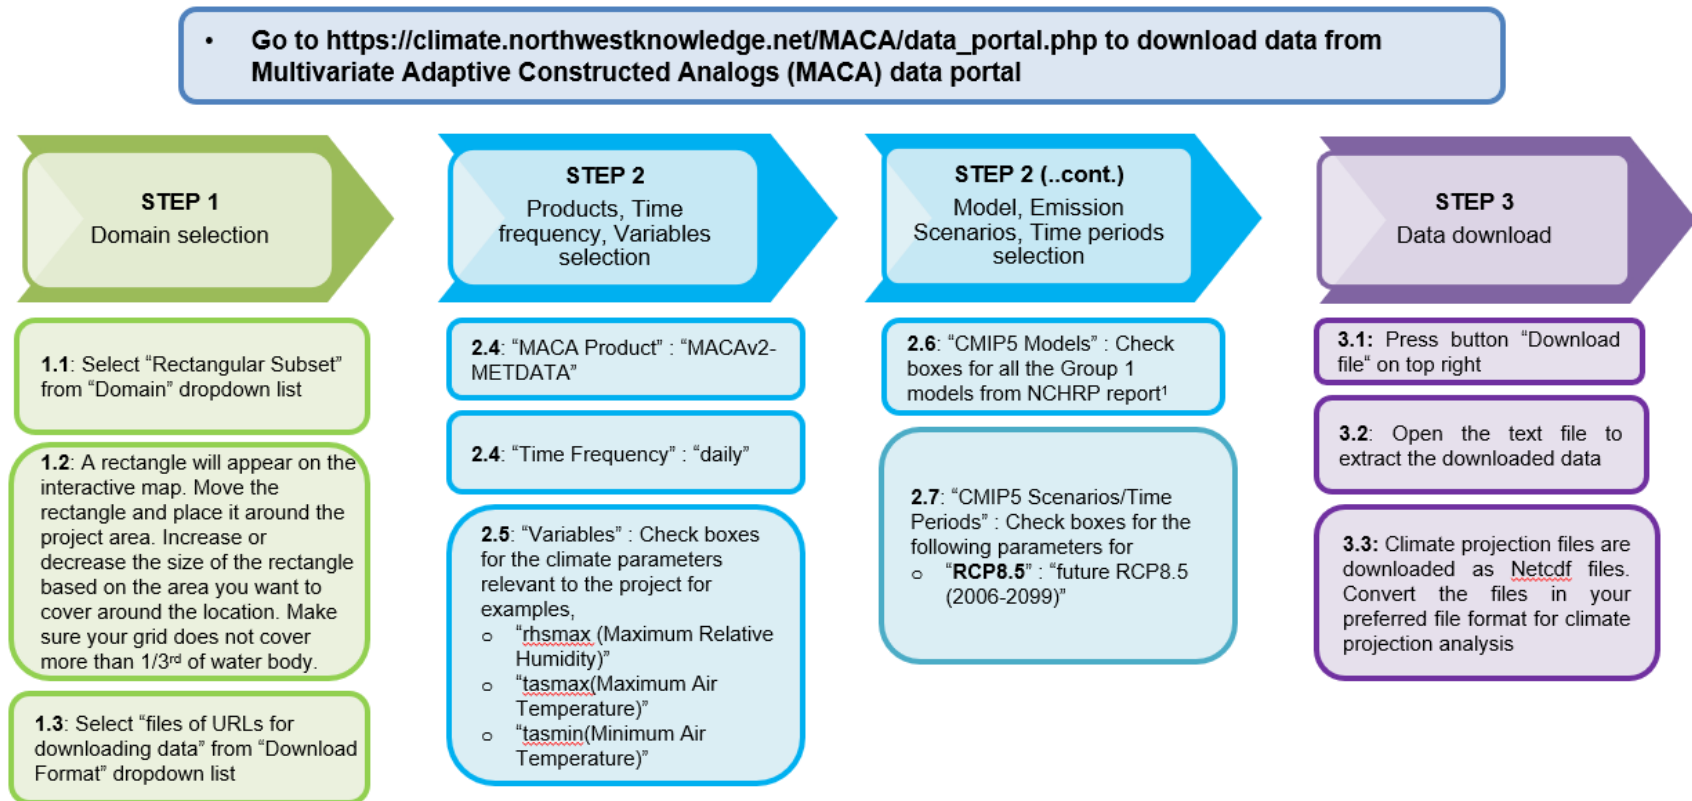 • Go to https://climate.northwestknowledge.net/MACA/data_portal.php to download data from
Multivariate Adaptive Constructed Analogs (MACA) data portal
STEP 1
Domain selection
1.1: Select “Rectangular Subset”
from “Domain” dropdown list
1.2: A rectangle will appear on the
interactive map. Move the
rectangle and place it around the
project area. Increase or
decrease the size of the rectangle
based on the area you want to
cover around the location. Make
sure your grid does not cover
more than 1/3rd of water body.
1.3: Select “files of URLs for
downloading data” from “Download
Format” dropdown list
STEP 2
Products, Time
frequency, Variables
selection
2.4: “MACA Product” : “MACAv2-
METDATA”
2.4: “Time Frequency” : “daily”
2.5: “Variables” : Check boxes
for the climate parameters
relevant to the project for
examples,
o “rhsmax (Maximum Relative
Humidity)”
o “tasmax(Maximum Air
Temperature)”
o “tasmin(Minimum Air
Temperature)”
STEP 2 (..cont.)
Model, Emission
Scenarios, Time periods
selection
2.6: “CMIP5 Models” : Check
boxes for all the Group 1
models from NCHRP report¹
2.7: “CMIP5 Scenarios/Time
Periods” : Check boxes for the
following parameters for
o “RCP8.5” : “future RCP8.5
(2006-2099)”
STEP 3
Data download
3.1: Press button “Download
file“ on top right
3.2: Open the text file to
extract the downloaded data
3.3: Climate projection files are
downloaded as Netcdf files.
Convert the files in your
preferred file format for climate
projection analysis